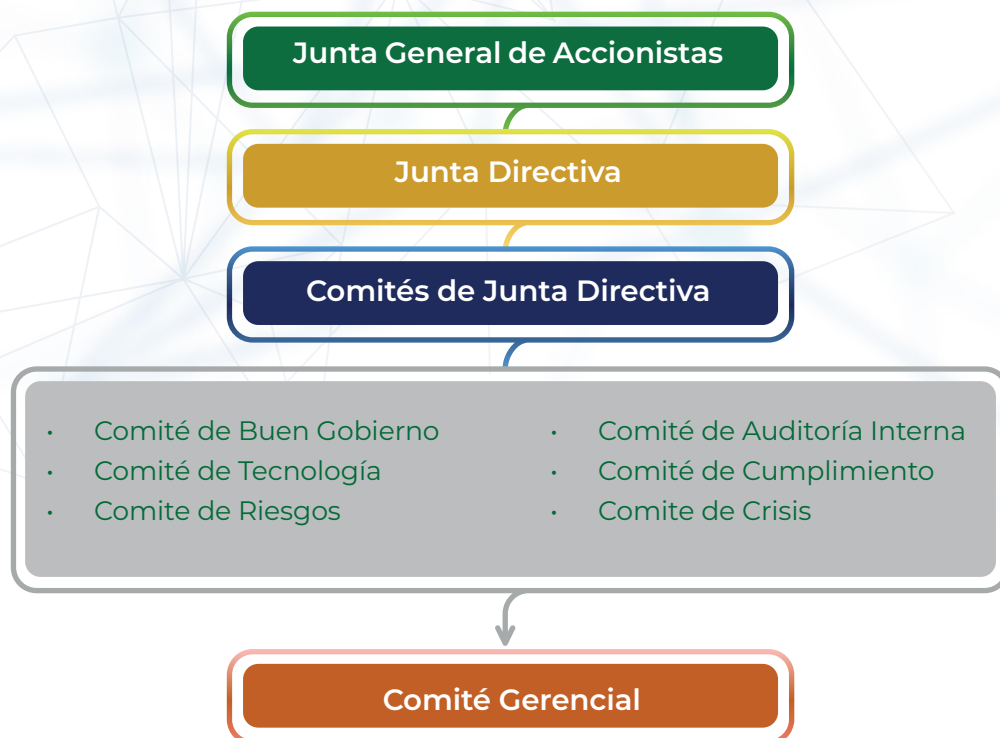 Junta General de Accionistas
Junta Directiva
Comités de Junta Directiva
· Comité de Buen Gobierno
· Comité de Tecnología
· Comite de Riesgos
· Comité de Auditoría Interna
· Comité de Cumplimiento
· Comite de Crisis
Comité Gerencial